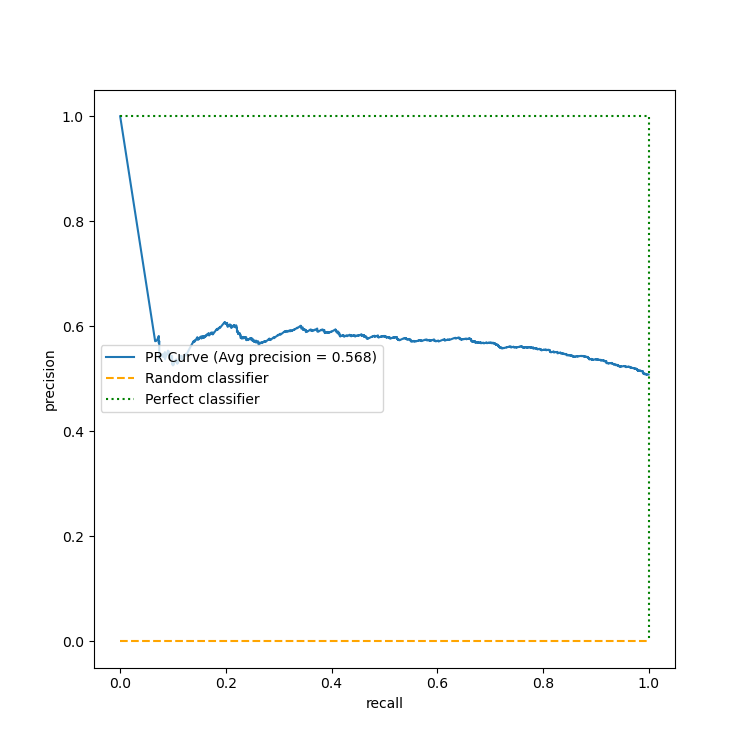 1.0
0.8
0.6
0.4
0.2
0.0
precision
PR Curve (Avg precision = 0.568)
Random classifier
Perfect classifier
0.0 0.2 0.4 0.6 0.8 1.0
recall